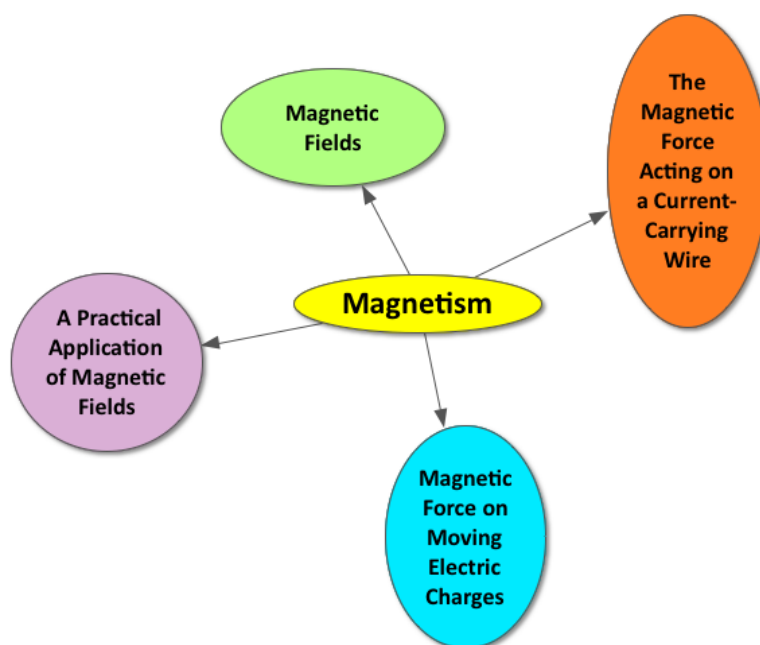 Magnetic
Fields
The
Magnetic
Force
Acting on
a Current-
Carrying
Wire
Magnetism
A Practical
Application
of Magnetic
Fields
Magnetic
Force on
Moving
Electric
Charges